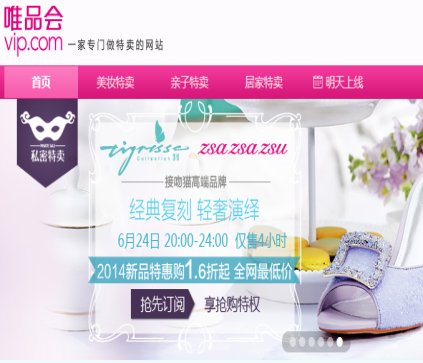 唯品会
vip.com 一家专门做特卖的网站
首页 美妆特卖 亲子特卖 居家特卖 明天上线
私密特卖
tigrisse zsazsazsu
Collection
接吻猫高端品牌
经典复刻 轻奢演绎
6月24日 20:00-24:00 仅售4小时
2014新品特惠购1.6折起 全网最低价
抢先订阅 享抢购特权